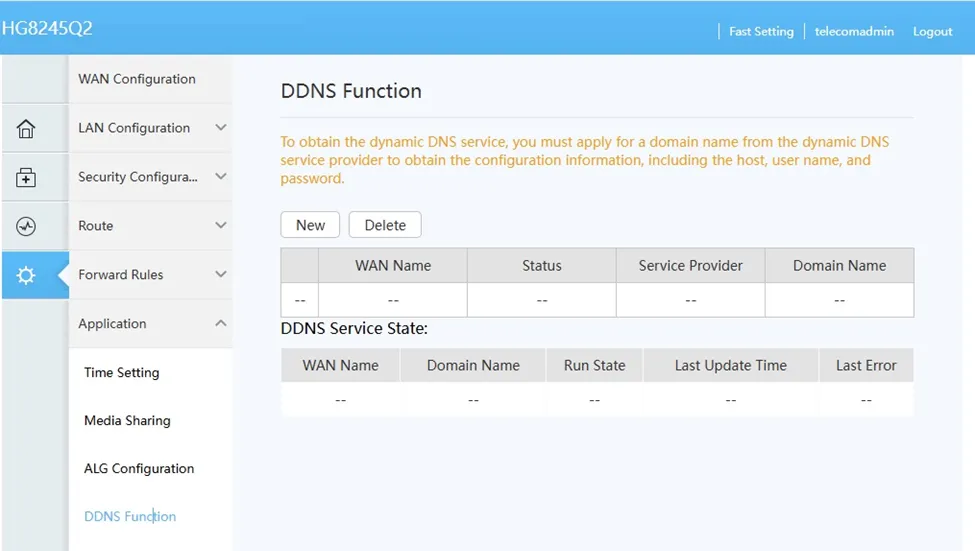 HG8245Q2
Fast Setting
telecomadmin
Logout
WAN Configuration
LAN Configuration
Security Configura...
Route
Forward Rules
Application
Time Setting
Media Sharing
ALG Configuration
DDNS Function
DDNS Function
To obtain the dynamic DNS service, you must apply for a domain name from the dynamic DNS
service provider to obtain the configuration information, including the host, user name, and
password.
New Delete
WAN Name Status Service Provider Domain Name
-- -- -- -- --
DDNS Service State:
WAN Name Domain Name Run State Last Update Time Last Error
-- -- -- -- --